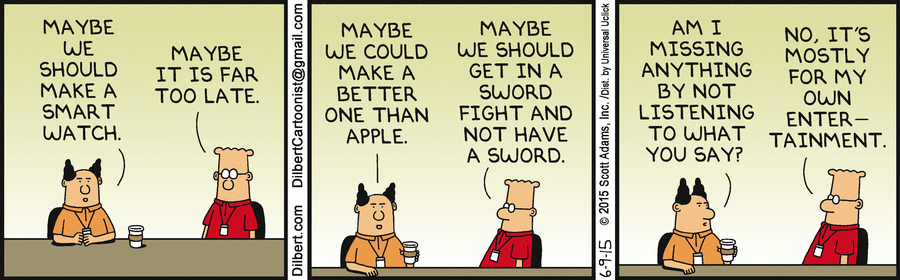 MAYBE
WE
SHOULD
MAKE A
SMART
WATCH.
MAYBE
IT IS FAR
TOO LATE.
Dilbert.com DilbertCartoonist@gmail.com
MAYBE
WE COULD
MAKE A
BETTER
ONE THAN
APPLE.
MAYBE
WE SHOULD
GET IN A
SWORD
FIGHT AND
NOT HAVE
A SWORD.
6-9-15 © 2015 Scott Adams, Inc. /Dist. by Universal Uclick
AM I
MISSING
ANYTHING
BY NOT
LISTENING
TO WHAT
YOU SAY?
NO, IT'S
MOSTLY
FOR MY
OWN
ENTER-
TAINMENT.